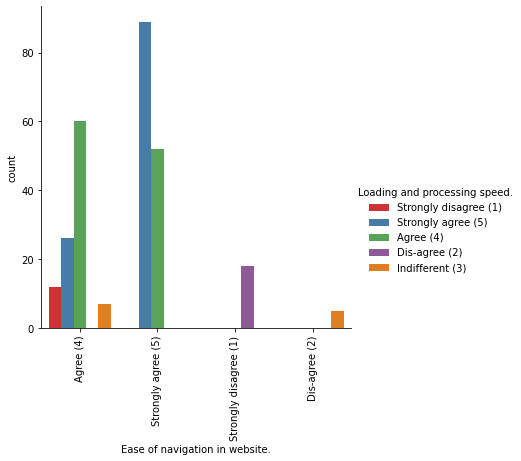 80
60
40
20
0
count
Agree (4)
Strongly agree (5)
Strongly disagree (1)
Dis-agree (2)
Ease of navigation in website.
Loading and processing speed.
Strongly disagree (1)
Strongly agree (5)
Agree (4)
Dis-agree (2)
Indifferent (3)